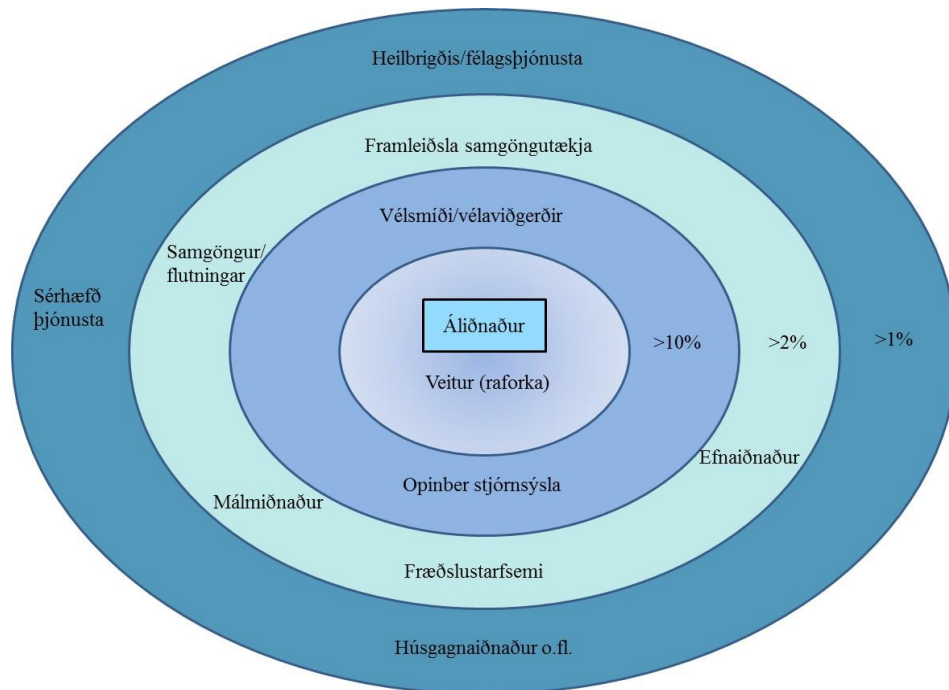 Heilbrigðis/félagsþjónusta
Framleiðsla samgöngutækja
Vélsmíði/vélaviðgerðir
Samgöngur/
flutningar
Sérhæfð
þjónusta
Áliðnaður
>10%
>2%
>1%
Veitur (raforka)
Efnaiðnaður
Opinber stjórnsýsla
Málmiðnaður
Fræðslustarfsemi
Húsgagnaiðnaður o.fl.